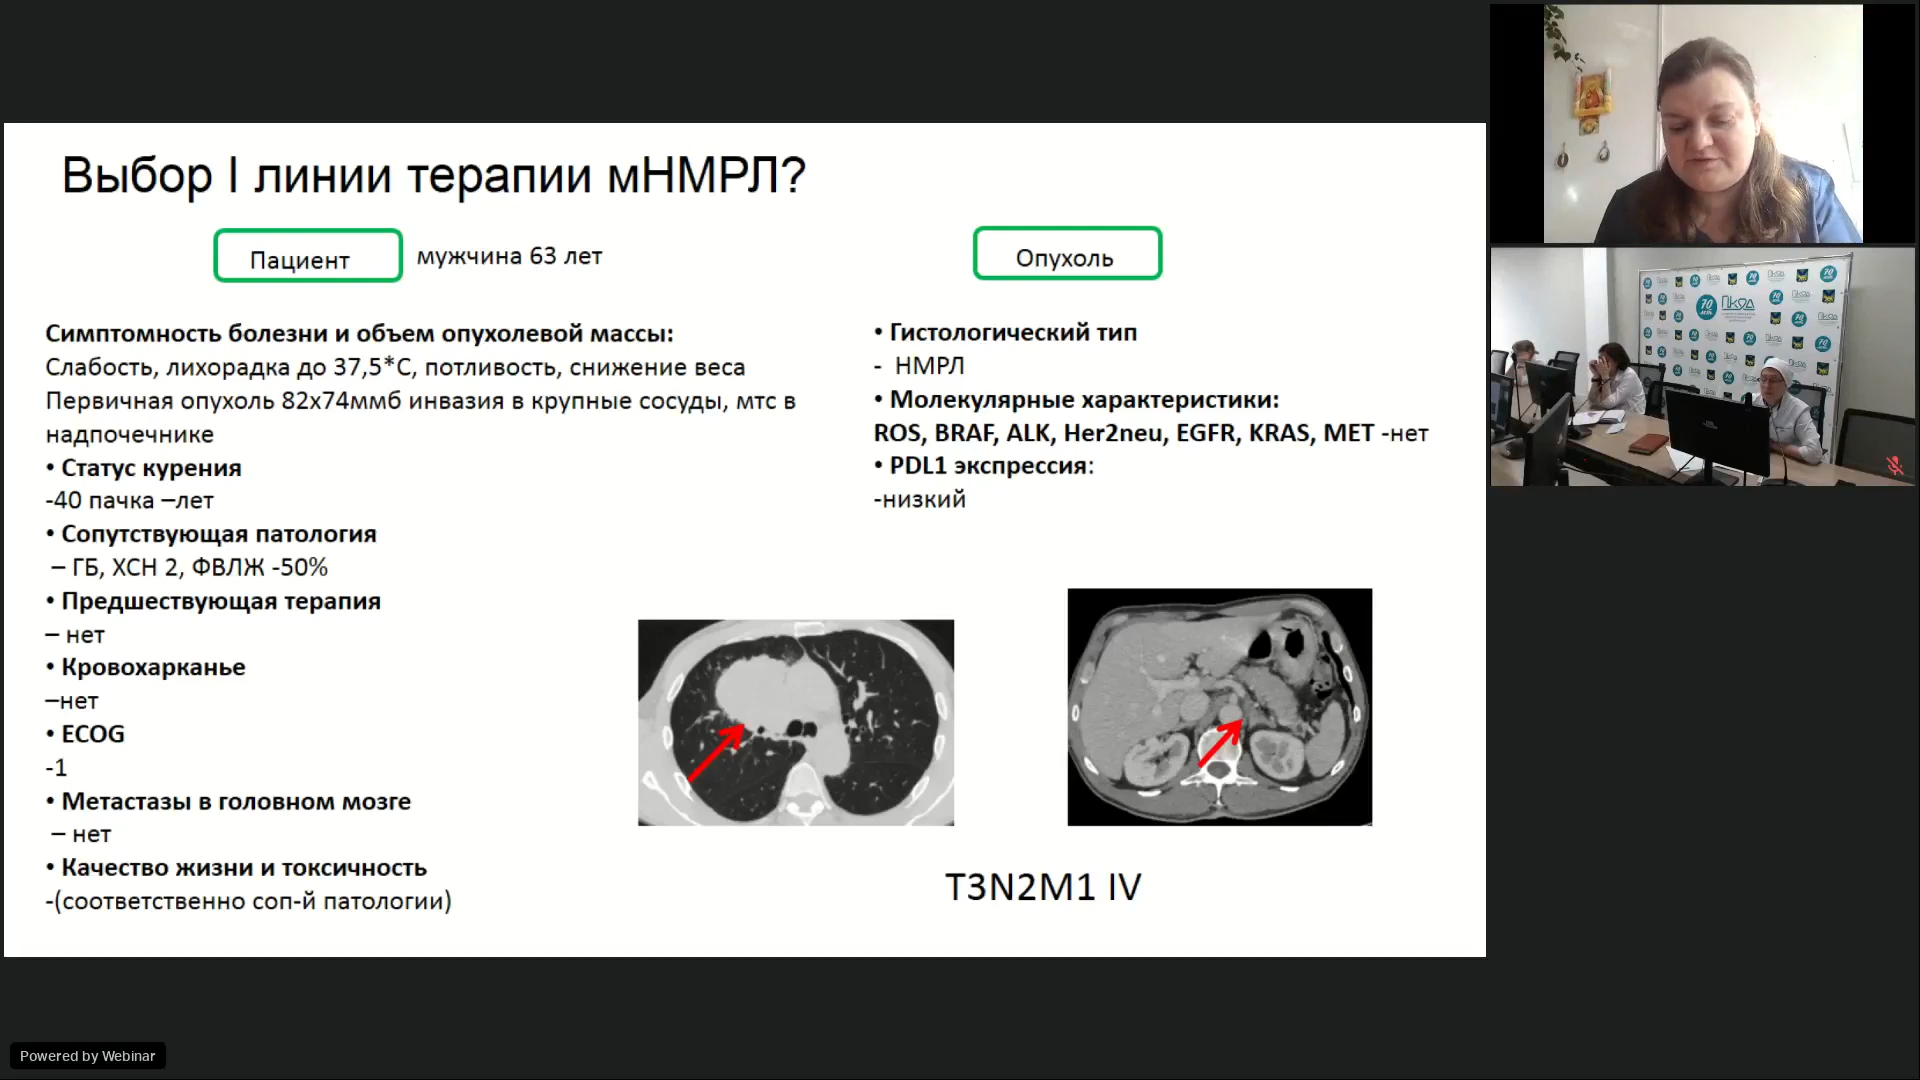 Выбор I линии терапии мНМРЛ?
Пациент
мужчина 63 лет
Симптомность болезни и объем опухолевой массы:
Слабость, лихорадка до 37,5*С, потливость, снижение веса
Первичная опухоль 82х74ммб инвазия в крупные сосуды, мтс в
надпочечнике
• Статус курения
-40 пачка –лет
• Сопутствующая патология
– ГБ, ХСН 2, ФВЛЖ -50%
• Предшествующая терапия
– нет
• Кровохарканье
–нет
• ECOG
-1
• Метастазы в головном мозге
– нет
• Качество жизни и токсичность
-(соответственно соп-й патологии)
Опухоль
• Гистологический тип
- НМРЛ
• Молекулярные характеристики:
ROS, BRAF, ALK, Her2neu, EGFR, KRAS, MET -нет
• PDL1 экспрессия:
-низкий
T3N2M1 IV
70
ПКОД
Powered by Webinar